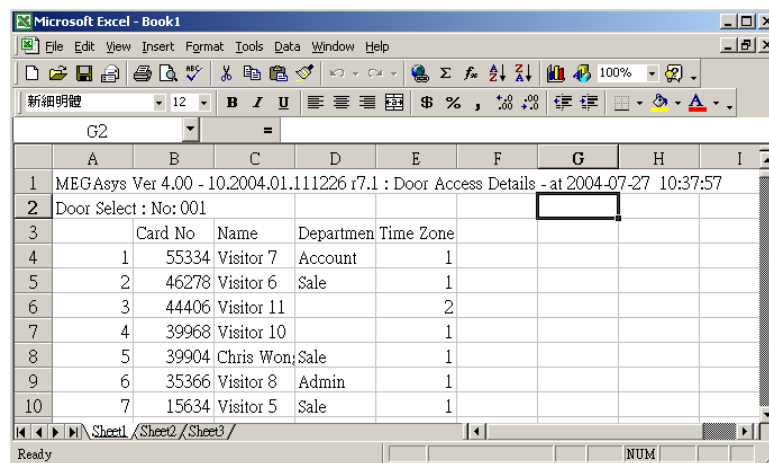 Microsoft Excel - Book1
File Edit View Insert Format Tools Data Window Help
100%
新細明體 12 B I U $ % ,
G2 =
A B C D E F G H I
1 MEGAsys Ver 4.00 - 10.2004.01.111226 r7.1 : Door Access Details - at 2004-07-27 10:37:57
2 Door Select : No: 001
3 Card No Name Departmen Time Zone
4 1 55334 Visitor 7 Account 1
5 2 46278 Visitor 6 Sale 1
6 3 44406 Visitor 11 2
7 4 39968 Visitor 10 1
8 5 39904 Chris Wong Sale 1
9 6 35366 Visitor 8 Admin 1
10 7 15634 Visitor 5 Sale 1
Sheet1 Sheet2 Sheet3
Ready NUM